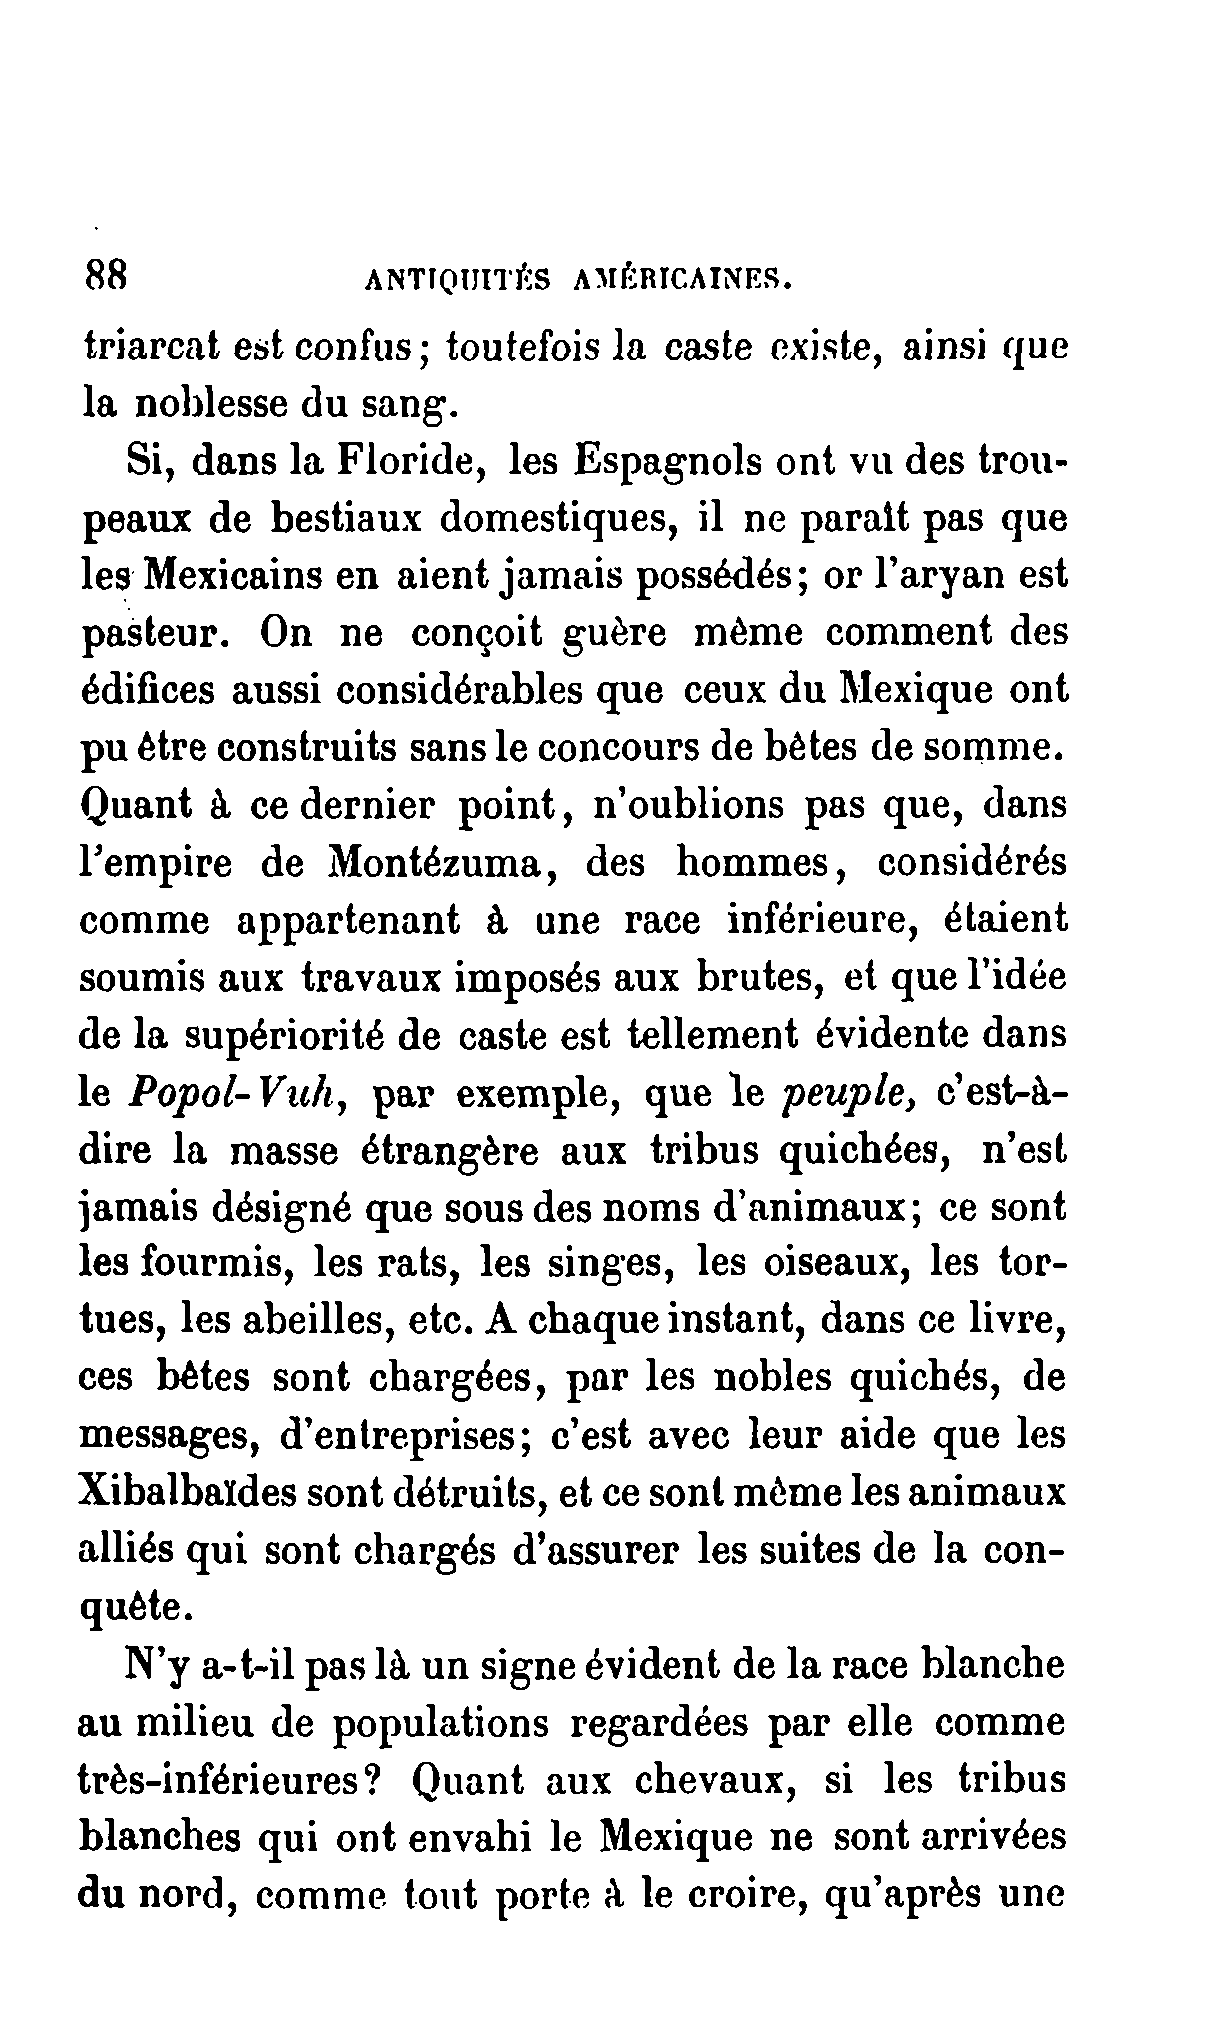 88 ANTIQUITÉS AMÉRICAINES.
triarcat est confus; toutefois la caste existe, ainsi que
la noblesse du sang.
Si, dans la Floride, les Espagnols ont vu des trou-
peaux de bestiaux domestiques, il ne paraît pas que
les Mexicains en aient jamais possédés; or l'aryan est
pasteur. On ne conçoit guère même comment des
édifices aussi considérables que ceux du Mexique ont
pu être construits sans le concours de bêtes de somme.
Quant à ce dernier point, n'oublions pas que, dans
l'empire de Montézuma, des hommes, considérés
comme appartenant à une race inférieure, étaient
soumis aux travaux imposés aux brutes, et que l'idée
de la supériorité de caste est tellement évidente dans
le Popol-Vuh, par exemple, que le peuple, c'est-à-
dire la masse étrangère aux tribus quichées, n'est
jamais désigné que sous des noms d'animaux; ce sont
les fourmis, les rats, les singes, les oiseaux, les tor-
tues, les abeilles, etc. A chaque instant, dans ce livre,
ces bêtes sont chargées, par les nobles quichés, de
messages, d'entreprises; c'est avec leur aide que les
Xibalbaïdes sont détruits, et ce sont même les animaux
alliés qui sont chargés d'assurer les suites de la con-
quête.
N'y a-t-il pas là un signe évident de la race blanche
au milieu de populations regardées par elle comme
très-inférieures? Quant aux chevaux, si les tribus
blanches qui ont envahi le Mexique ne sont arrivées
du nord, comme tout porte à le croire, qu'après une